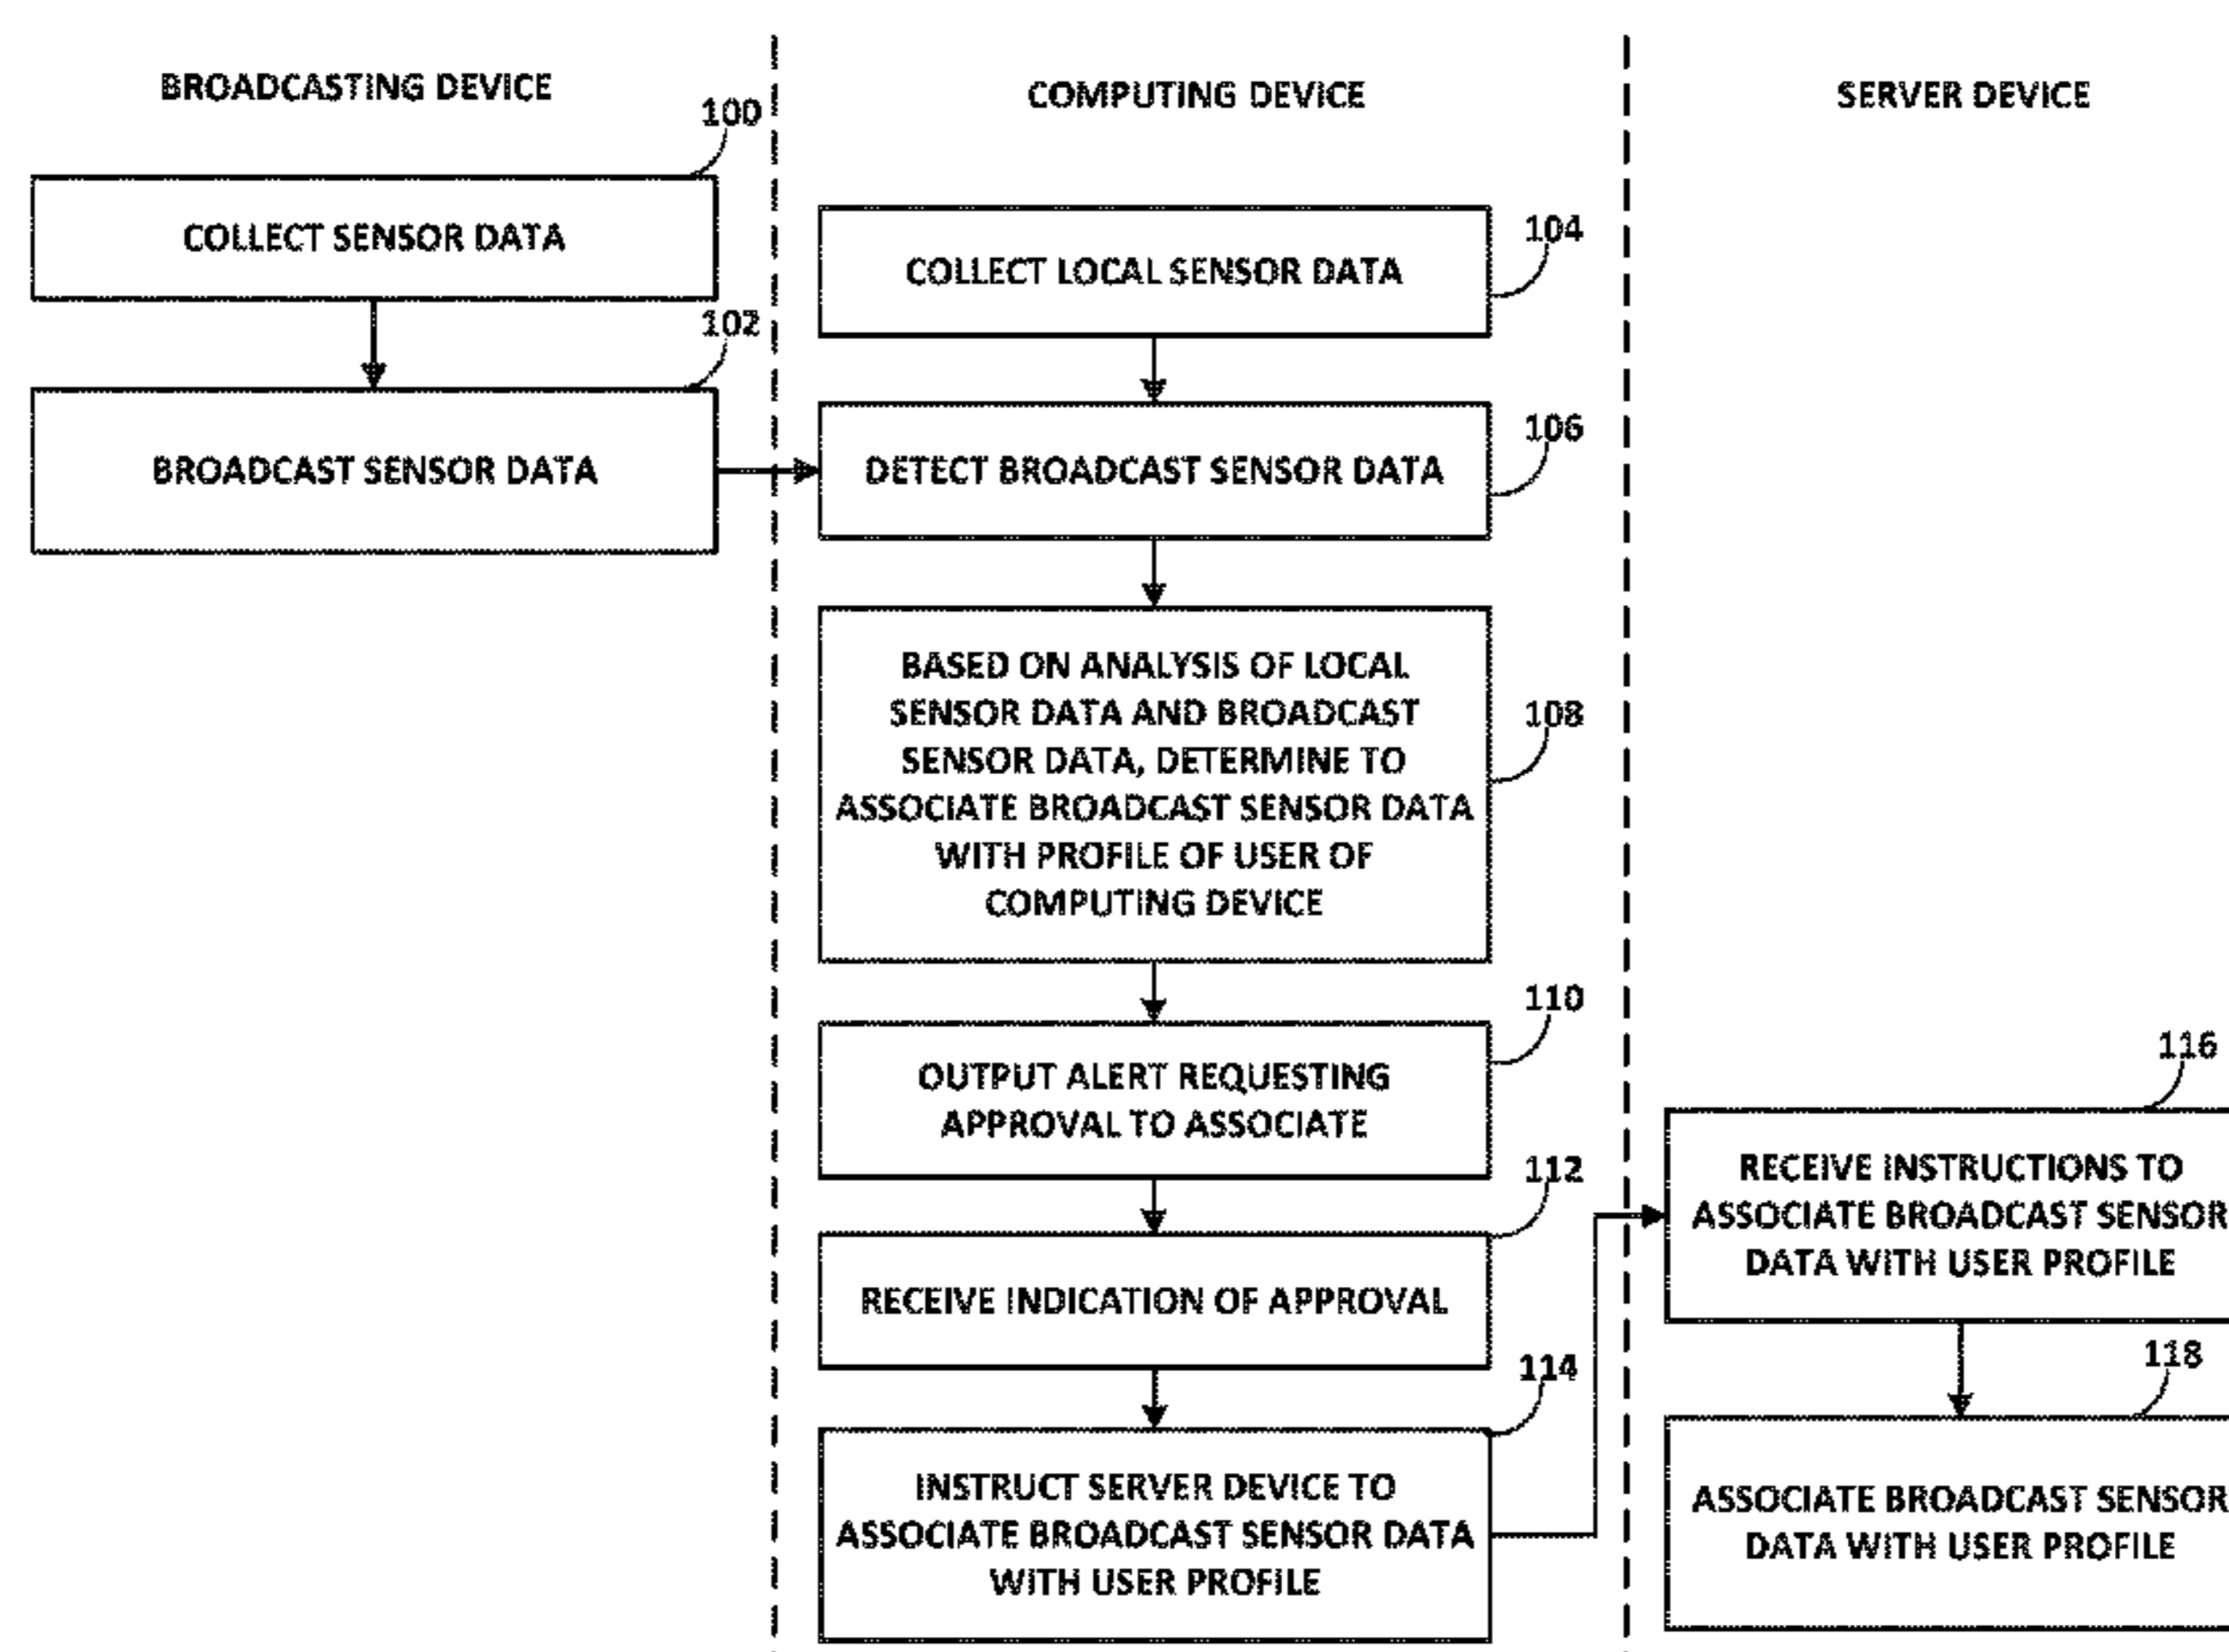 BROADCASTING DEVICE
100
COLLECT SENSOR DATA
102
BROADCAST SENSOR DATA
COMPUTING DEVICE
104
COLLECT LOCAL SENSOR DATA
106
DETECT BROADCAST SENSOR DATA
108
BASED ON ANALYSIS OF LOCAL
SENSOR DATA AND BROADCAST
SENSOR DATA, DETERMINE TO
ASSOCIATE BROADCAST SENSOR DATA
WITH PROFILE OF USER OF
COMPUTING DEVICE
110
OUTPUT ALERT REQUESTING
APPROVAL TO ASSOCIATE
112
RECEIVE INDICATION OF APPROVAL
114
INSTRUCT SERVER DEVICE TO
ASSOCIATE BROADCAST SENSOR DATA
WITH USER PROFILE
SERVER DEVICE
116
RECEIVE INSTRUCTIONS TO
ASSOCIATE BROADCAST SENSOR
DATA WITH USER PROFILE
118
ASSOCIATE BROADCAST SENSOR
DATA WITH USER PROFILE